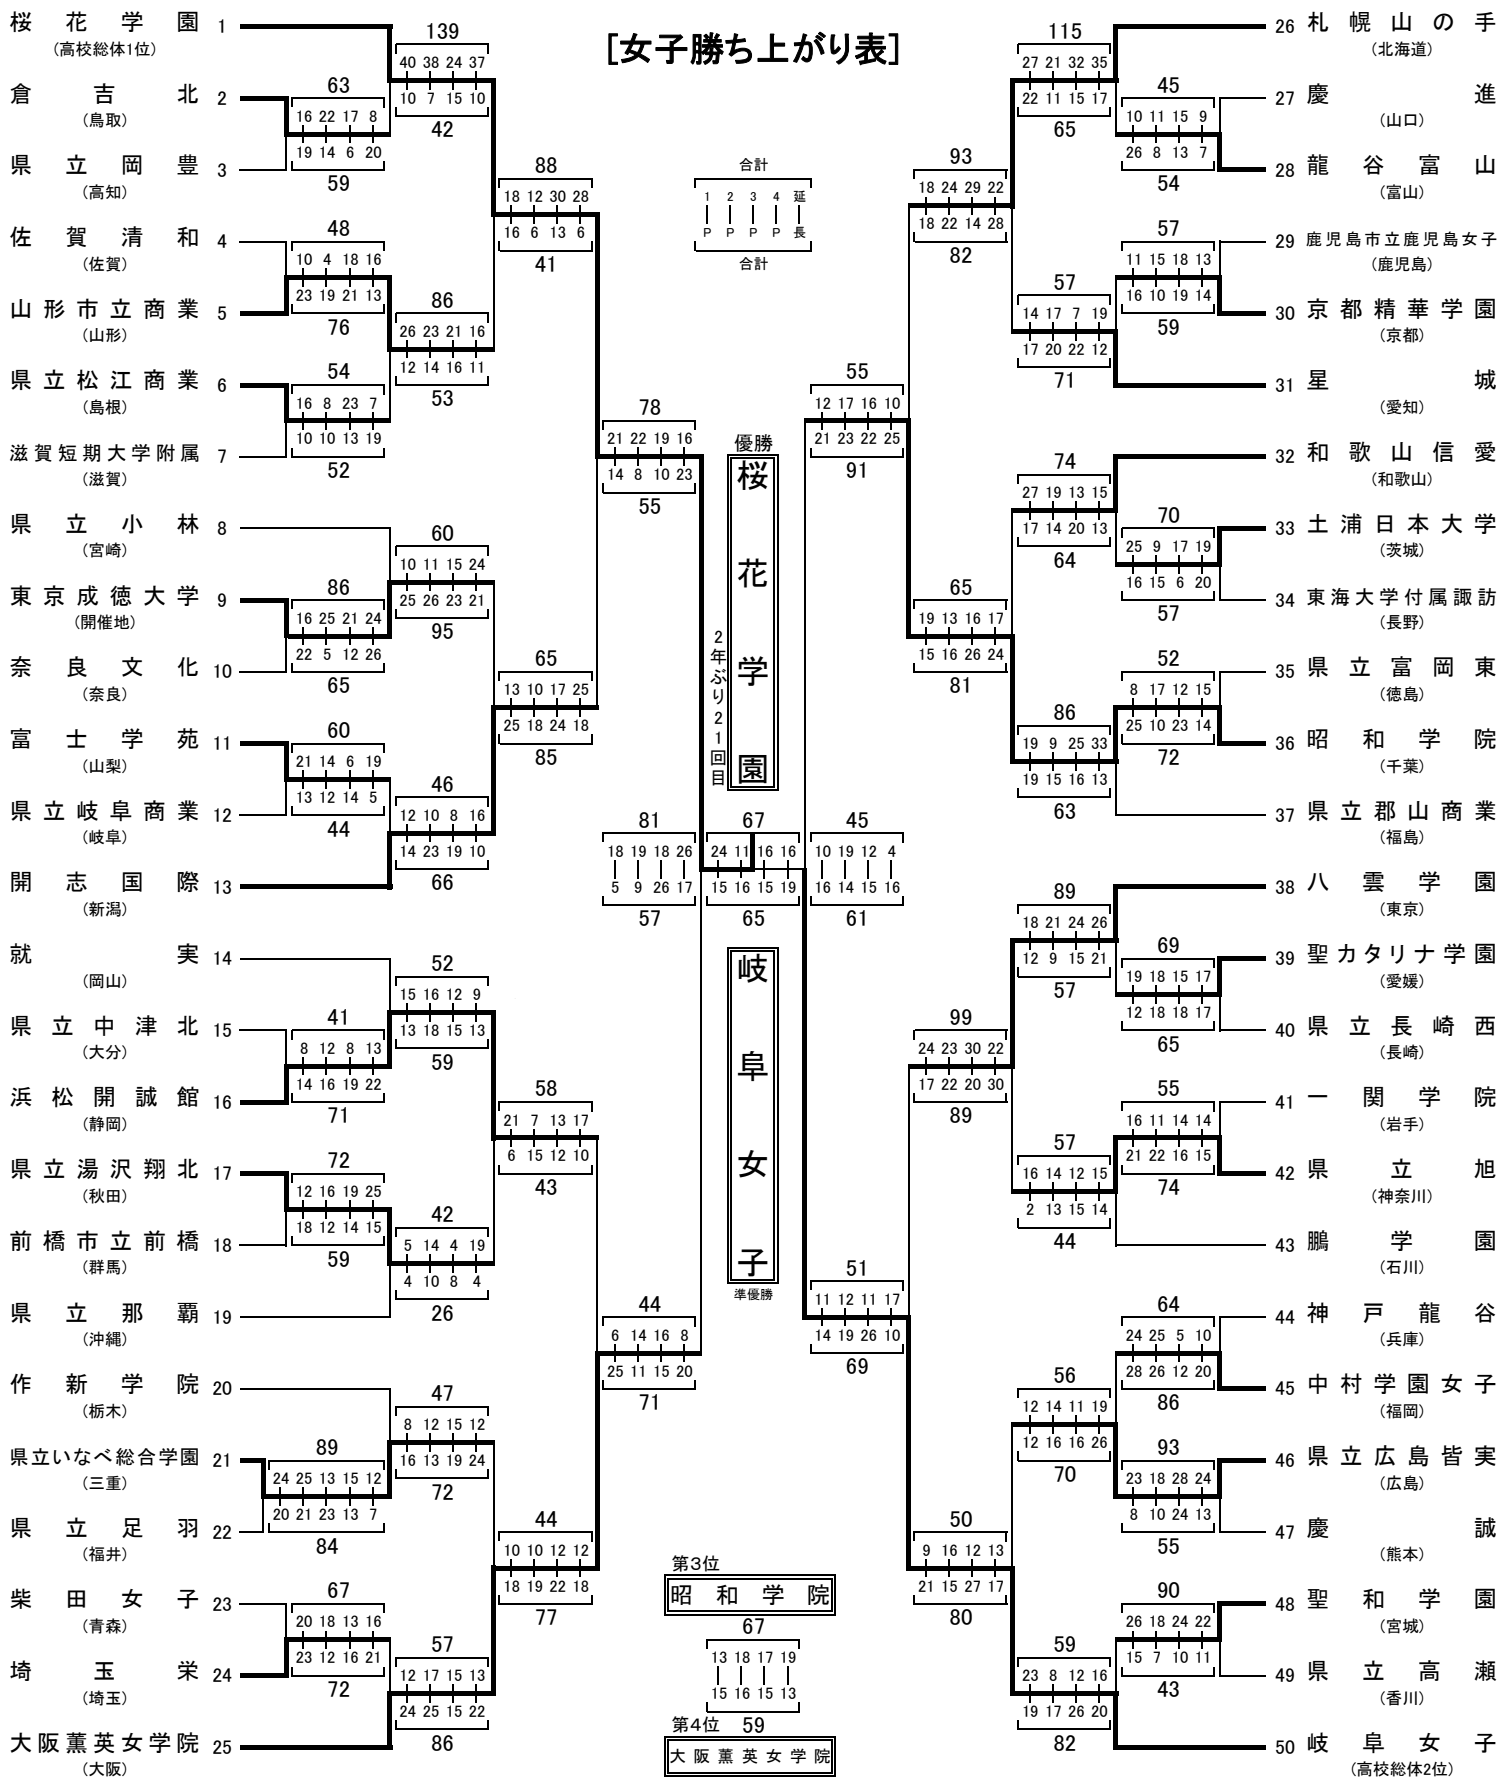 [女子勝ち上がり表]
桜花学園 1
(高校総体1位)
倉吉北 2
(鳥取)
県立岡豊 3
(高知)
佐賀清和 4
(佐賀)
山形市立商業 5
(山形)
県立松江商業 6
(島根)
滋賀短期大学附属 7
(滋賀)
県立小林 8
(宮崎)
東京成徳大学 9
(開催地)
奈良文化 10
(奈良)
富士学苑 11
(山梨)
県立岐阜商業 12
(岐阜)
開志国際 13
(新潟)
就実 14
(岡山)
県立中津北 15
(大分)
浜松開誠館 16
(静岡)
県立湯沢翔北 17
(秋田)
前橋市立前橋 18
(群馬)
県立那覇 19
(沖縄)
作新学院 20
(栃木)
県立いなべ総合学園 21
(三重)
県立足羽 22
(福井)
柴田女子 23
(青森)
埼玉栄 24
(埼玉)
大阪薫英女学院 25
(大阪)
63
16 22 17 8
19 14 6 20
59
48
10 4 18 16
23 19 21 13
76
54
16 8 23 7
10 10 13 19
52
86
16 25 21 24
22 5 12 26
65
60
21 14 6 19
13 12 14 5
44
41
8 12 8 13
14 16 19 22
71
72
12 16 19 25
18 12 14 15
59
89
24 25 13 15 12
20 21 23 13 7
84
67
20 18 13 16
23 12 16 21
72
139
40 38 24 37
10 7 15 10
42
86
26 23 21 16
12 14 16 11
53
60
10 11 15 24
25 26 23 21
95
46
12 10 8 16
14 23 19 10
66
52
15 16 12 9
13 18 15 13
59
42
5 14 4 19
4 10 8 4
26
47
8 12 15 12
16 13 19 24
72
57
12 17 15 13
24 25 15 22
86
88
18 12 30 28
16 6 13 6
41
65
13 10 17 25
25 18 24 18
85
58
21 7 13 17
6 15 12 10
43
44
10 10 12 12
18 19 22 18
77
78
21 22 19 16
14 8 10 23
55
44
6 14 16 8
25 11 15 20
71
81
18 19 18 26
5 9 26 17
57
合計
1 2 3 4 延
P P P P 長
合計
優勝
桜花学園
2年ぶり21回目
67
24 11 16 16
15 16 15 19
65
岐阜女子
準優勝
第3位
昭和学院
67
13 18 17 19
15 16 15 13
第4位 59
大阪薫英女学院
45
10 19 12 4
16 14 15 16
61
55
12 17 16 10
21 23 22 25
91
51
11 12 11 17
14 19 26 10
69
93
18 24 29 22
18 22 14 28
82
65
19 13 16 17
15 16 26 24
81
99
24 23 30 22
17 22 20 30
89
50
9 16 12 13
21 15 27 17
80
115
27 21 32 35
22 11 15 17
65
57
14 17 7 19
17 20 22 12
71
74
27 19 13 15
17 14 20 13
64
86
19 9 25 33
19 15 16 13
63
89
18 21 24 26
12 9 15 21
57
57
16 14 12 15
2 13 15 14
44
56
12 14 11 19
12 16 16 26
70
59
23 8 12 16
19 17 26 20
82
45
10 11 15 9
26 8 13 7
54
57
11 15 18 13
16 10 19 14
59
70
25 9 17 19
16 15 6 20
57
52
8 17 12 15
25 10 23 14
72
69
19 18 15 17
12 18 18 17
65
55
16 11 14 14
21 22 16 15
74
64
24 25 5 10
28 26 12 20
86
93
23 18 28 24
8 10 24 13
55
90
26 18 24 22
15 7 10 11
43
26 札幌山の手
(北海道)
27 慶進
(山口)
28 龍谷富山
(富山)
29 鹿児島市立鹿児島女子
(鹿児島)
30 京都精華学園
(京都)
31 星城
(愛知)
32 和歌山信愛
(和歌山)
33 土浦日本大学
(茨城)
34 東海大学付属諏訪
(長野)
35 県立富岡東
(徳島)
36 昭和学院
(千葉)
37 県立郡山商業
(福島)
38 八雲学園
(東京)
39 聖カタリナ学園
(愛媛)
40 県立長崎西
(長崎)
41 一関学院
(岩手)
42 県立旭
(神奈川)
43 鵬学園
(石川)
44 神戸龍谷
(兵庫)
45 中村学園女子
(福岡)
46 県立広島皆実
(広島)
47 慶誠
(熊本)
48 聖和学園
(宮城)
49 県立高瀬
(香川)
50 岐阜女子
(高校総体2位)